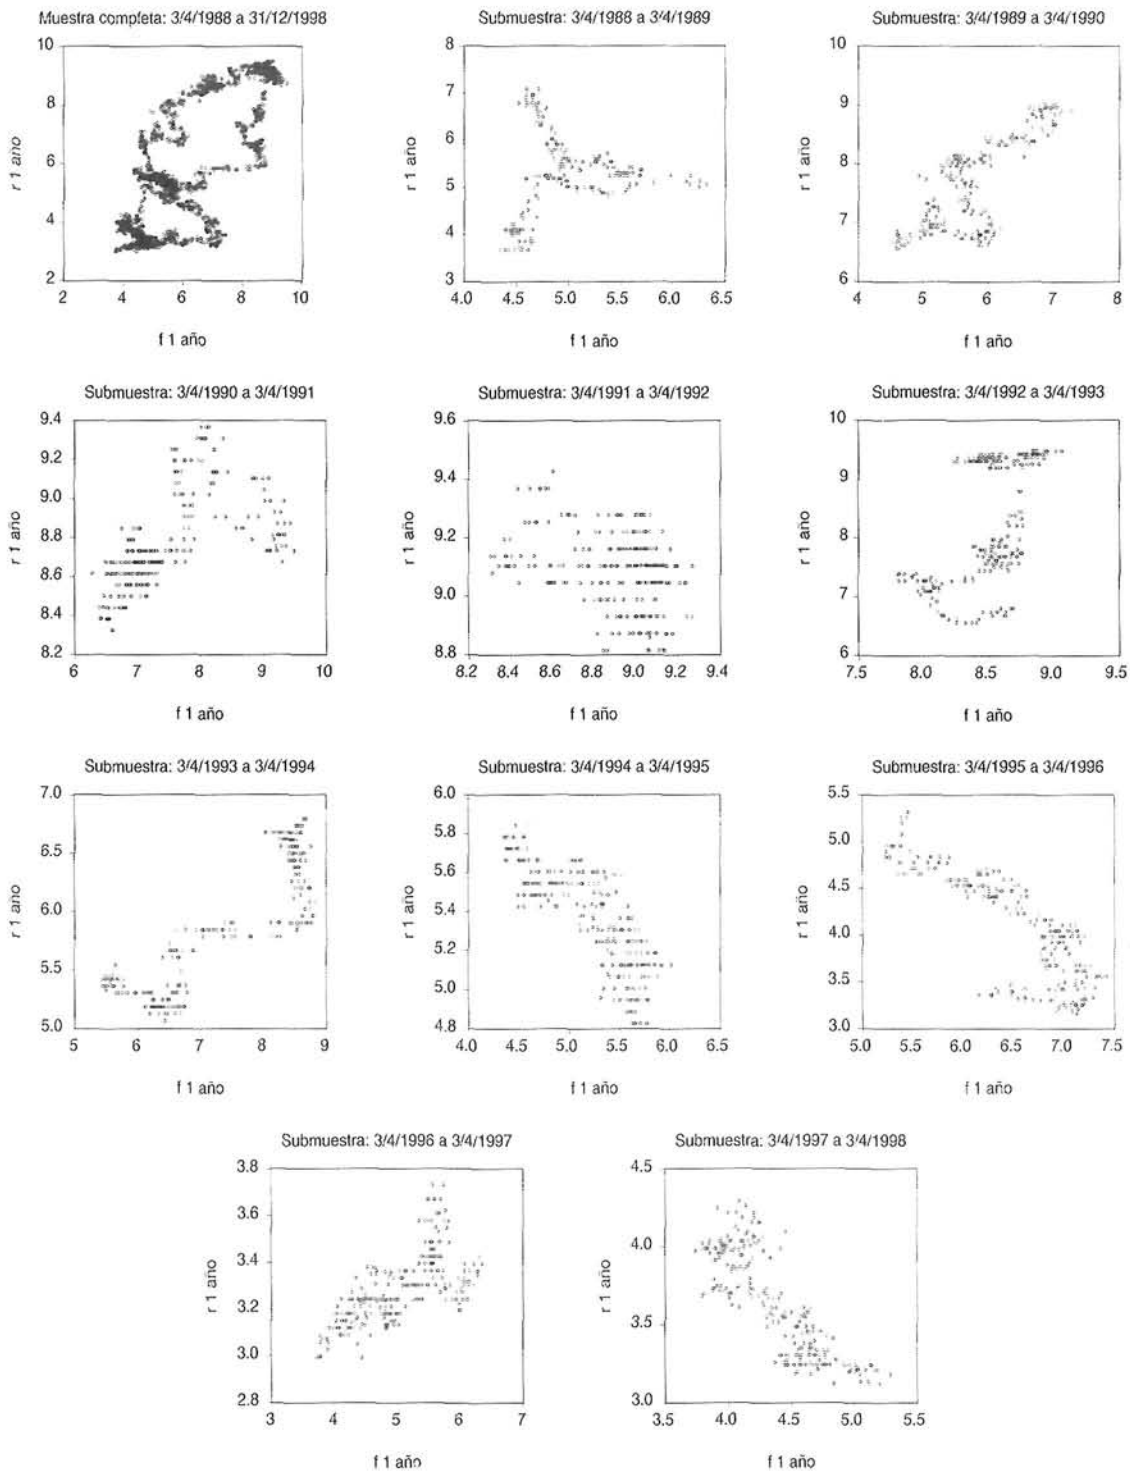 Muestra completa: 3/4/1988 a 31/12/1998
10
8
6
4
2
r 1 año
2 4 6 8 10
f 1 año
Submuestra: 3/4/1988 a 3/4/1989
8
7
6
5
4
3
r 1 año
4.0 4.5 5.0 5.5 6.0 6.5
f 1 año
Submuestra: 3/4/1989 a 3/4/1990
10
9
8
7
6
r 1 año
4 5 6 7 8
f 1 año
Submuestra: 3/4/1990 a 3/4/1991
9.4
9.2
9.0
8.8
8.6
8.4
8.2
r 1 año
6 7 8 9 10
f 1 año
Submuestra: 3/4/1991 a 3/4/1992
9.6
9.4
9.2
9.0
8.8
r 1 año
8.2 8.4 8.6 8.8 9.0 9.2 9.4
f 1 año
Submuestra: 3/4/1992 a 3/4/1993
10
9
8
7
6
r 1 año
7.5 8.0 8.5 9.0 9.5
f 1 año
Submuestra: 3/4/1993 a 3/4/1994
7.0
6.5
6.0
5.5
5.0
r 1 año
5 6 7 8 9
f 1 año
Submuestra: 3/4/1994 a 3/4/1995
6.0
5.8
5.6
5.4
5.2
5.0
4.8
r 1 año
4.0 4.5 5.0 5.5 6.0 6.5
f 1 año
Submuestra: 3/4/1995 a 3/4/1996
5.5
5.0
4.5
4.0
3.5
3.0
r 1 año
5.0 5.5 6.0 6.5 7.0 7.5
f 1 año
Submuestra: 3/4/1996 a 3/4/1997
3.8
3.6
3.4
3.2
3.0
2.8
r 1 año
3 4 5 6 7
f 1 año
Submuestra: 3/4/1997 a 3/4/1998
4.5
4.0
3.5
3.0
r 1 año
3.5 4.0 4.5 5.0 5.5
f 1 año